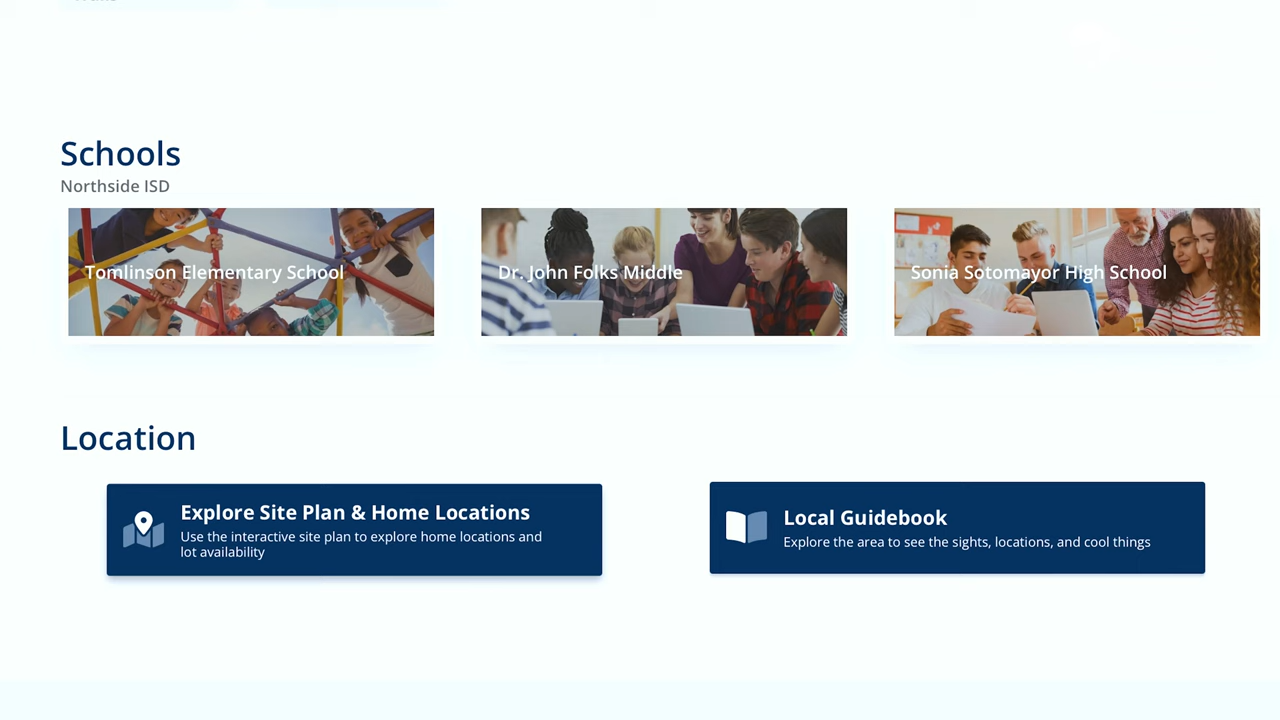 Schools
Northside ISD
Tomlinson Elementary School
Dr. John Folks Middle
Sonia Sotomayor High School
Location
Explore Site Plan & Home Locations
Use the interactive site plan to explore home locations and
lot availability
Local Guidebook
Explore the area to see the sights, locations, and cool things